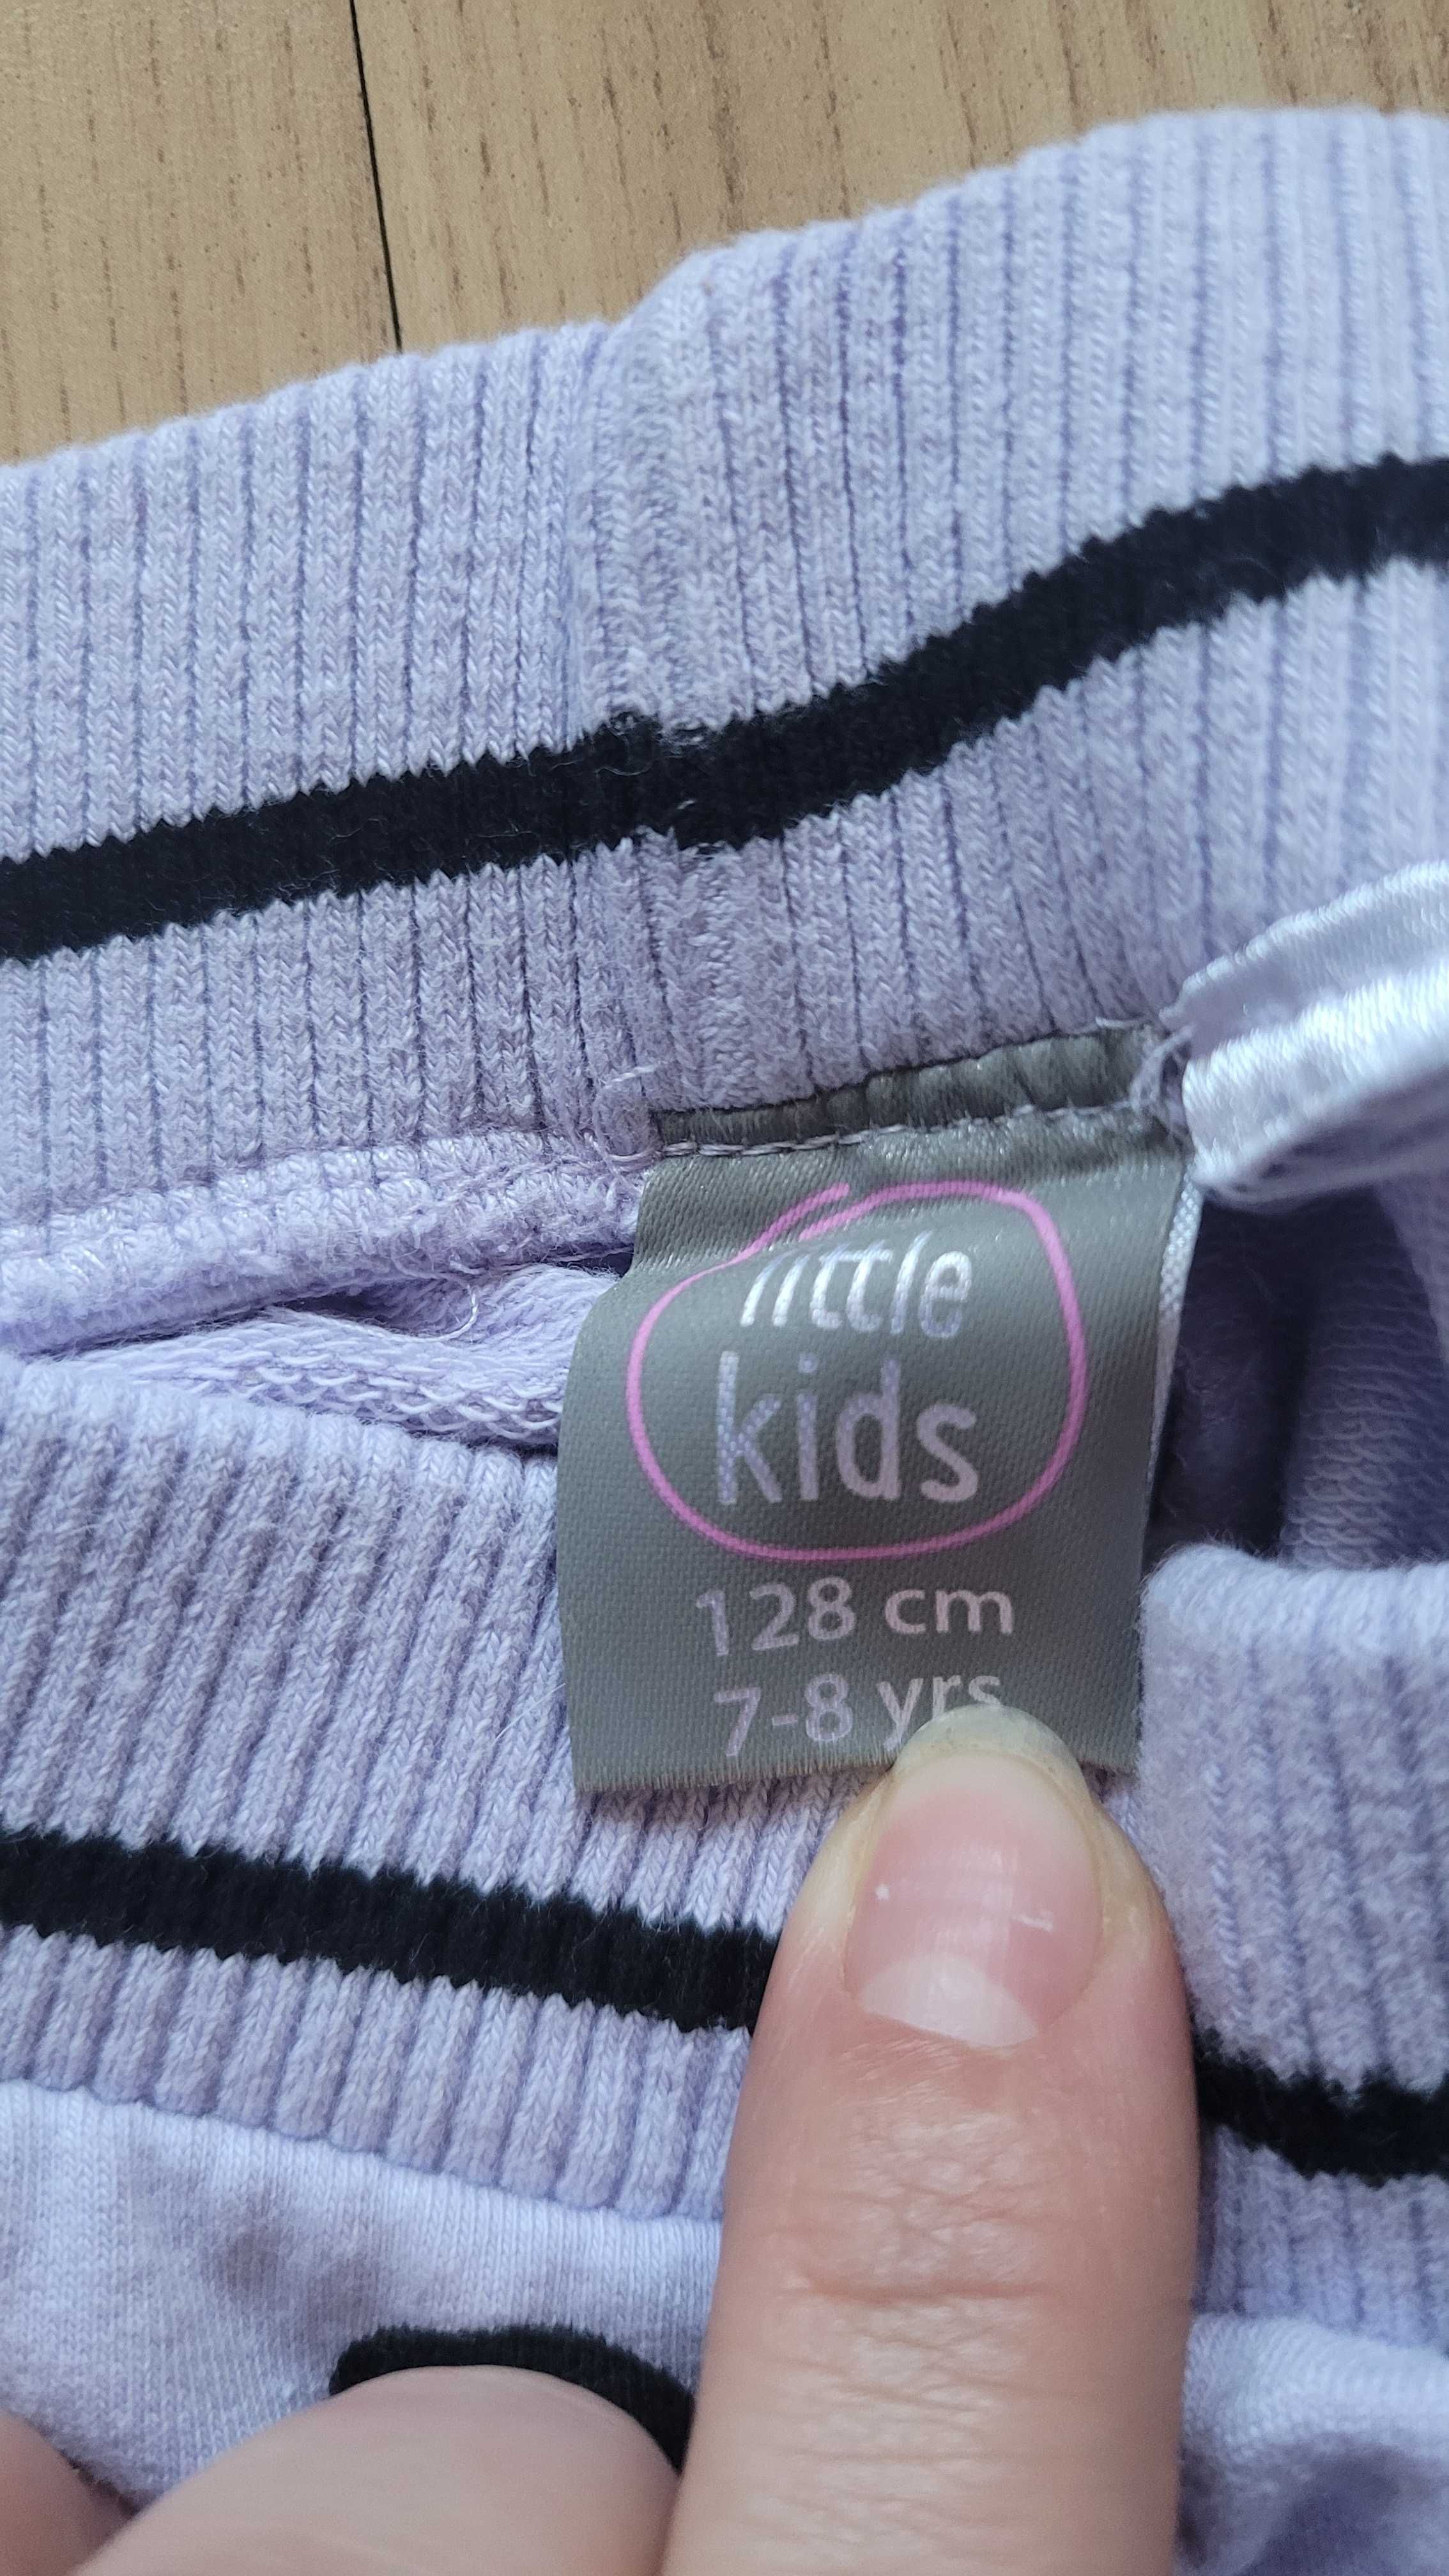 little
kids
128 cm
7-8 yrs